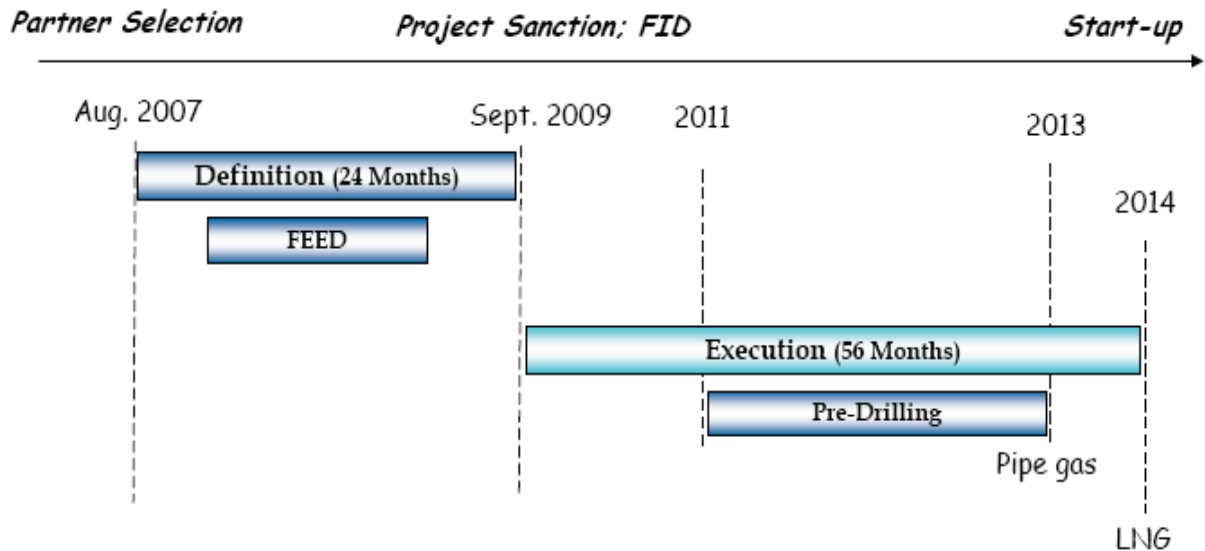 Partner Selection Project Sanction; FID Start-up
Aug. 2007 Sept. 2009 2011 2013
Definition (24 Months)
2014
FEED
Execution (56 Months)
Pre-Drilling
Pipe gas
LNG